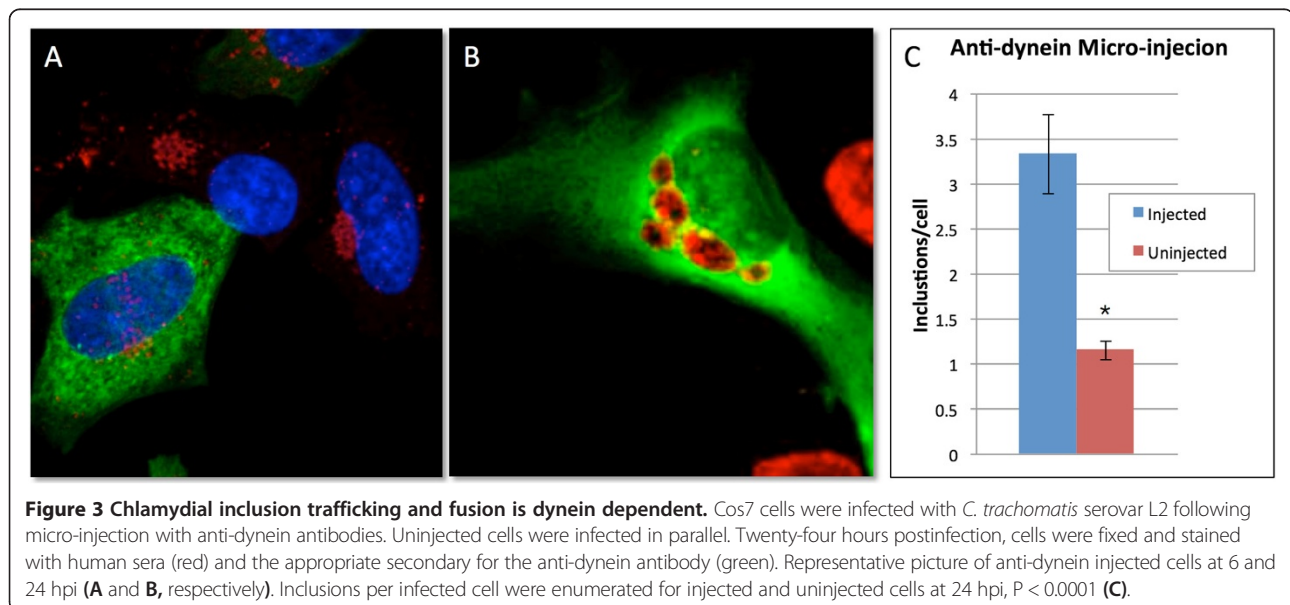 A
B
C
Anti-dynein Micro-injecion
Inclustions/cell
4
3.5
3
2.5
2
1.5
1
0.5
0
*
Injected
Uninjected
Figure 3 Chlamydial inclusion trafficking and fusion is dynein dependent. Cos7 cells were infected with C. trachomatis serovar L2 following
micro-injection with anti-dynein antibodies. Uninjected cells were infected in parallel. Twenty-four hours postinfection, cells were fixed and stained
with human sera (red) and the appropriate secondary for the anti-dynein antibody (green). Representative picture of anti-dynein injected cells at 6 and
24 hpi (A and B, respectively). Inclusions per infected cell were enumerated for injected and uninjected cells at 24 hpi, P < 0.0001 (C).